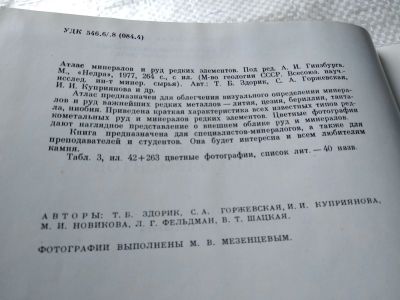 УДК 546.6/.8 (084.4)
Атлас минералов и руд редких элементов. Под ред. А. И. Гинзбурга.
М., «Недра», 1977, 264 с., с ил. (М-во геологии СССР. Всесоюз. науч.-
исслед. ин-т минер. сырья). Авт.: Т. Б. Здорик, С. А. Горжевская,
И. И. Куприянова и др.
Атлас предназначен для облегчения визуального определения минера-
лов и руд важнейших редких металлов — лития, цезия, бериллия, танта-
ла, ниобия. Приведена краткая характеристика всех известных типов ред-
кометальных руд и минералов редких элементов. Цветные фотографии
дают наглядное представление о внешнем облике руд и минералов.
Книга предназначена для специалистов-минералогов, а также для
преподавателей и студентов. Она будет интересна и всем любителям
камня.
Табл. 3, ил. 42+263 цветные фотографии, список лит. — 40 назв.
АВТОРЫ: Т. Б. ЗДОРИК, С. А. ГОРЖЕВСКАЯ, И. И. КУПРИЯНОВА,
М. И. НОВИКОВА, Л. Г. ФЕЛЬДМАН, В. Т. ШАЦКАЯ.
ФОТОГРАФИИ ВЫПОЛНЕНЫ М. В. МЕЗЕНЦЕВЫМ.